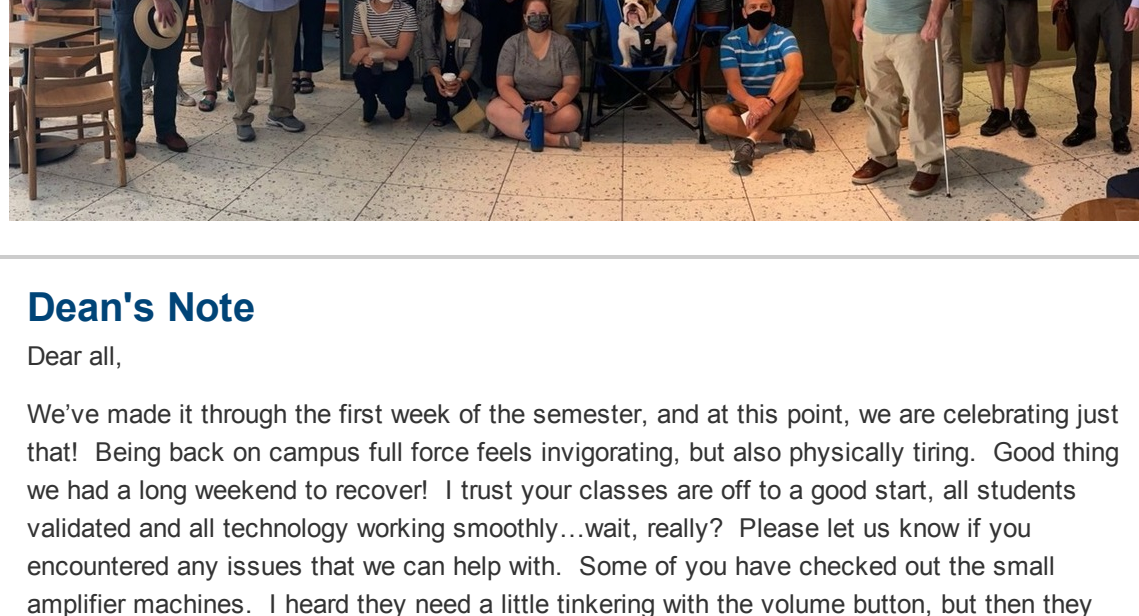 Dean's Note
Dear all,
We’ve made it through the first week of the semester, and at this point, we are celebrating just
that!  Being back on campus full force feels invigorating, but also physically tiring.  Good thing
we had a long weekend to recover!  I trust your classes are off to a good start, all students
validated and all technology working smoothly…wait, really?  Please let us know if you
encountered any issues that we can help with.  Some of you have checked out the small
amplifier machines.  I heard they need a little tinkering with the volume button, but then they